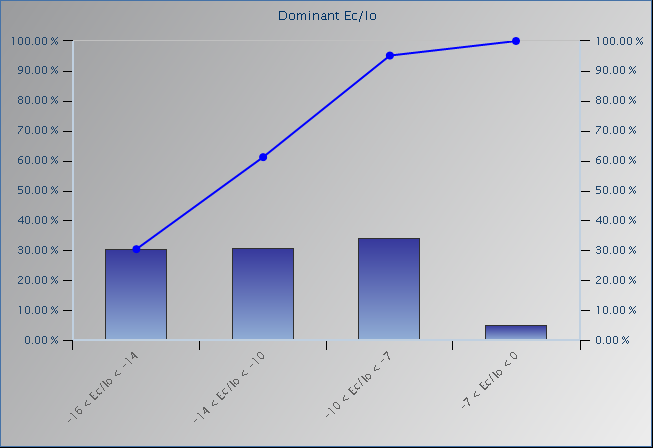 Dominant Ec/Io
100.00 % 100.00 %
90.00 % 90.00 %
80.00 % 80.00 %
70.00 % 70.00 %
60.00 % 60.00 %
50.00 % 50.00 %
40.00 % 40.00 %
30.00 % 30.00 %
20.00 % 20.00 %
10.00 % 10.00 %
0.00 % 0.00 %
-16 < Ec/Io < -14
-14 < Ec/Io < -10
-10 < Ec/Io < -7
-7 < Ec/Io < 0